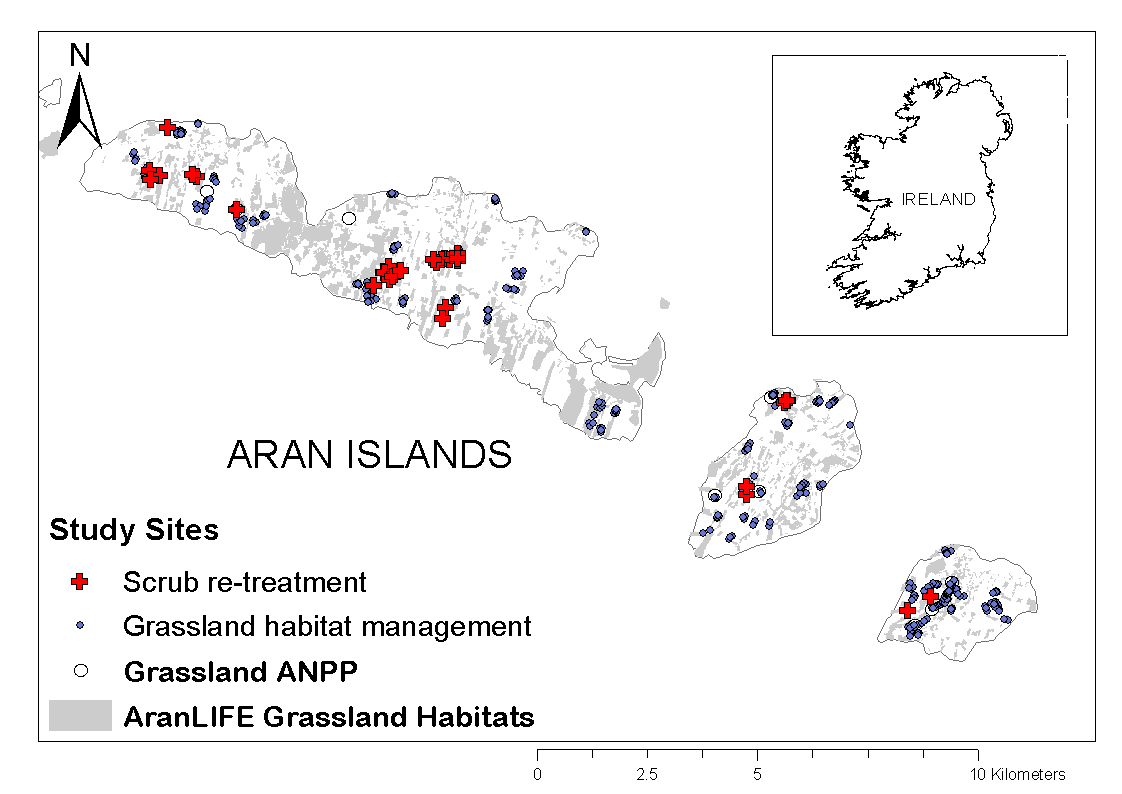 N
IRELAND
ARAN ISLANDS
Study Sites
Scrub re-treatment
Grassland habitat management
Grassland ANPP
AranLIFE Grassland Habitats
0 2.5 5 10 Kilometers